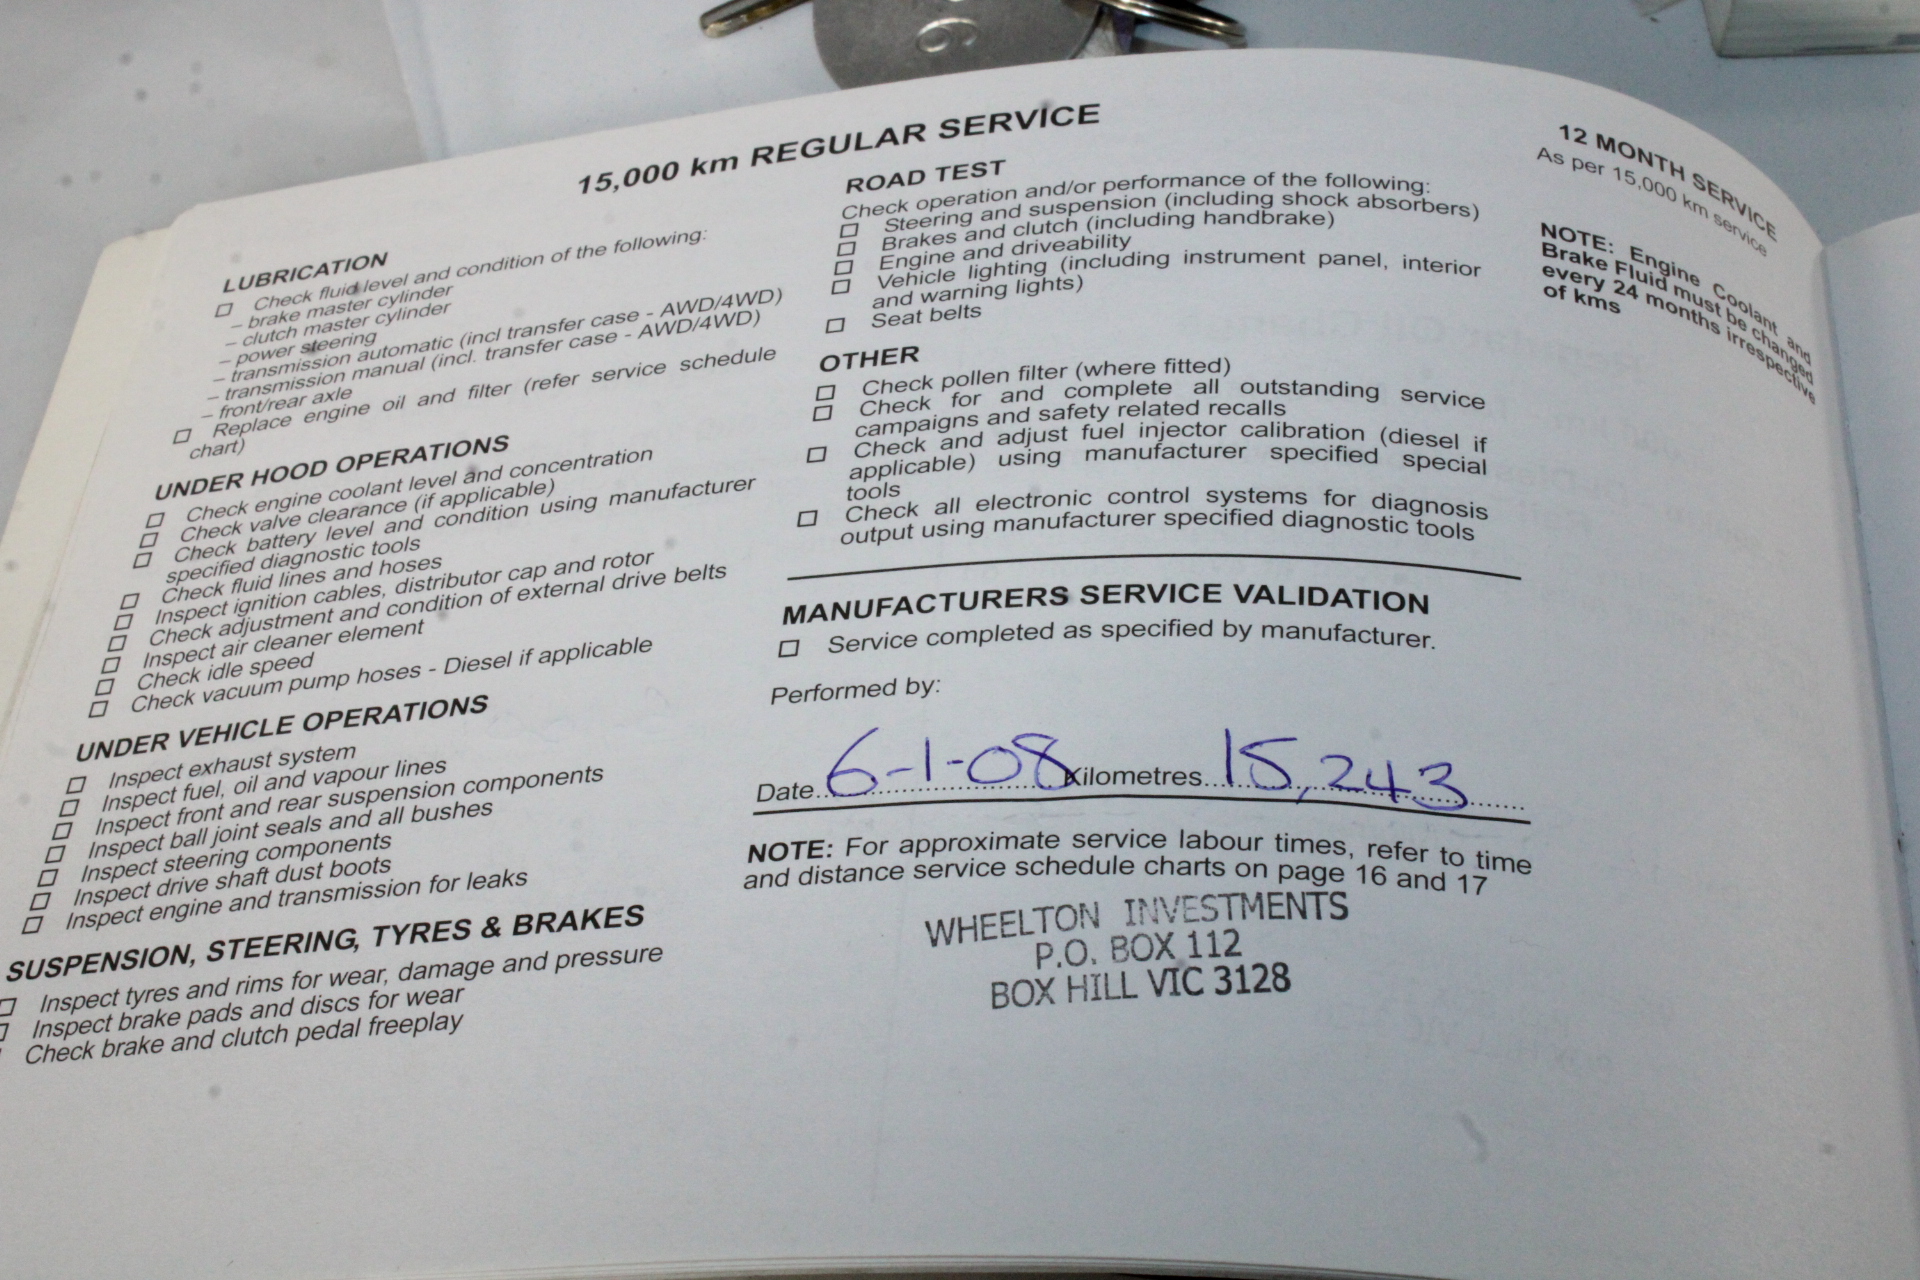 6
15,000 km REGULAR SERVICE
LUBRICATION
Check fluid level and condition of the following:
– brake master cylinder
– clutch master cylinder
– power steering
– transmission automatic (incl transfer case - AWD/4WD)
– transmission manual (incl. transfer case - AWD/4WD)
– front/rear axle
Replace engine oil and filter (refer service schedule
chart)
UNDER HOOD OPERATIONS
Check engine coolant level and concentration
Check valve clearance (if applicable)
Check battery level and condition using manufacturer
specified diagnostic tools
Check fluid lines and hoses
Inspect ignition cables, distributor cap and rotor
Check adjustment and condition of external drive belts
Inspect air cleaner element
Check idle speed
Check vacuum pump hoses - Diesel if applicable
UNDER VEHICLE OPERATIONS
Inspect exhaust system
Inspect fuel, oil and vapour lines
Inspect front and rear suspension components
Inspect ball joint seals and all bushes
Inspect steering components
Inspect drive shaft dust boots
Inspect engine and transmission for leaks
SUSPENSION, STEERING, TYRES & BRAKES
Inspect tyres and rims for wear, damage and pressure
Inspect brake pads and discs for wear
Check brake and clutch pedal freeplay
ROAD TEST
Check operation and/or performance of the following:
Steering and suspension (including shock absorbers)
Brakes and clutch (including handbrake)
Engine and driveability
Vehicle lighting (including instrument panel, interior
and warning lights)
Seat belts
OTHER
Check pollen filter (where fitted)
Check for and complete all outstanding service
campaigns and safety related recalls
Check and adjust fuel injector calibration (diesel if
applicable) using manufacturer specified special
tools
Check all electronic control systems for diagnosis
output using manufacturer specified diagnostic tools
MANUFACTURERS SERVICE VALIDATION
Service completed as specified by manufacturer.
Performed by:
Date 6-1-08 Kilometres 15,243
NOTE: For approximate service labour times, refer to time
and distance service schedule charts on page 16 and 17
WHEELTON INVESTMENTS
P.O. BOX 112
BOX HILL VIC 3128
12 MONTH SERVICE
As per 15,000 km service
NOTE: Engine Coolant and
Brake Fluid must be changed
every 24 months irrespective
of kms